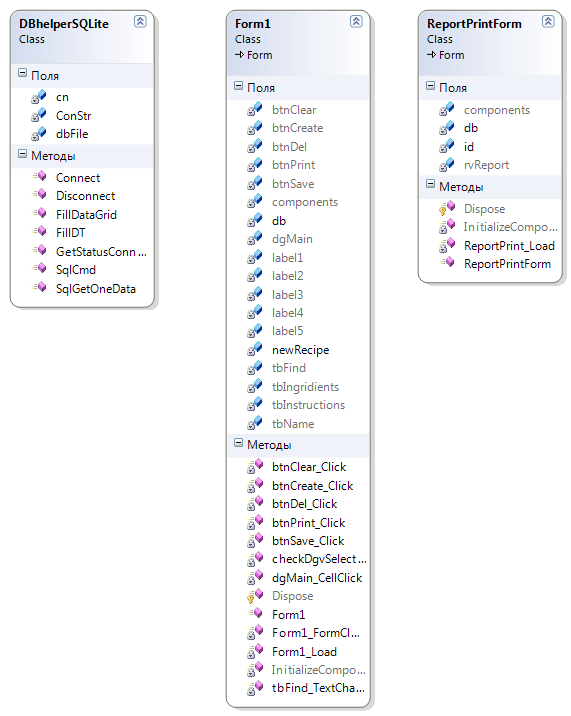 DBhelperSQLite
Class
Поля
cn
ConStr
dbFile
Методы
Connect
Disconnect
FillDataGrid
FillDT
GetStatusConn ...
SqlCmd
SqlGetOneData
Form1
Class
Form
Поля
btnClear
btnCreate
btnDel
btnPrint
btnSave
components
db
dgMain
label1
label2
label3
label4
label5
newRecipe
tbFind
tbIngridients
tbInstructions
tbName
Методы
btnClear_Click
btnCreate_Click
btnDel_Click
btnPrint_Click
btnSave_Click
checkDgvSelect...
dgMain_CellClick
Dispose
Form1
Form1_FormCl...
Form1_Load
InitializeCompo...
tbFind_TextCha...
ReportPrintForm
Class
Form
Поля
components
db
id
rvReport
Методы
Dispose
InitializeCompo...
ReportPrint_Load
ReportPrintForm